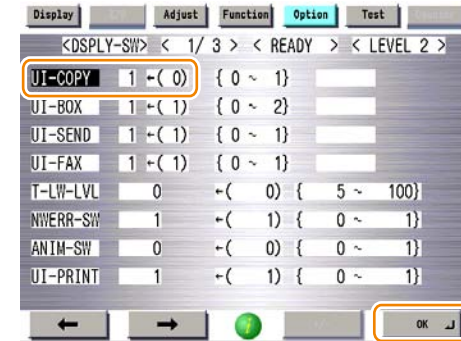 Display Adjust Function Option Test
<DSPLY-SW> < 1/ 3 > < READY > < LEVEL 2 >
UI-COPY 1 ←( 0) { 0 ~ 1}
UI-BOX 1 ←( 1) { 0 ~ 2}
UI-SEND 1 ←( 1) { 0 ~ 1}
UI-FAX 1 ←( 1) { 0 ~ 1}
T-LW-LVL 0 ←( 0) { 5 ~ 100}
NWERR-SW 1 ←( 1) { 0 ~ 1}
ANIM-SW 0 ←( 0) { 0 ~ 1}
UI-PRINT 1 ←( 1) { 0 ~ 1}
← → i OK ┘